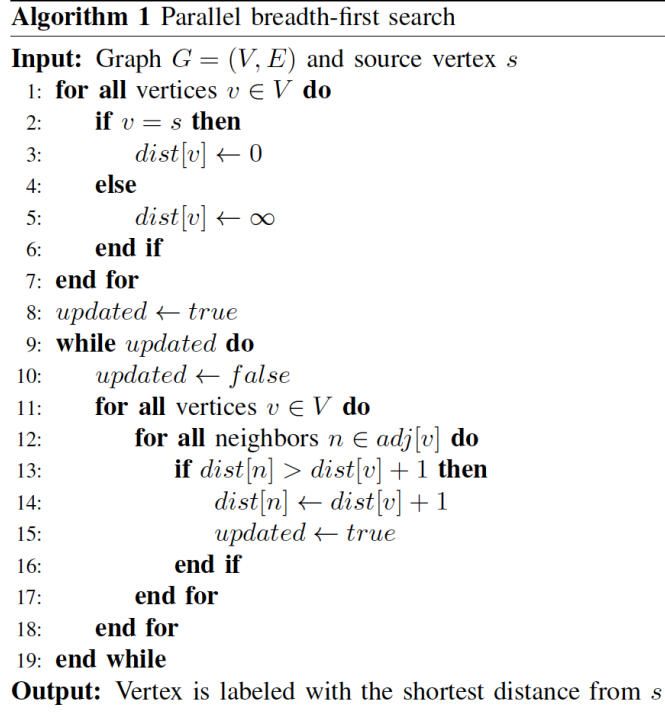 Algorithm 1 Parallel breadth-first search
Input: Graph G = (V, E) and source vertex s
1: for all vertices v ∈ V do
2: if v = s then
3: dist[v] ← 0
4: else
5: dist[v] ← ∞
6: end if
7: end for
8: updated ← true
9: while updated do
10: updated ← false
11: for all vertices v ∈ V do
12: for all neighbors n ∈ adj[v] do
13: if dist[n] > dist[v] + 1 then
14: dist[n] ← dist[v] + 1
15: updated ← true
16: end if
17: end for
18: end for
19: end while
Output: Vertex is labeled with the shortest distance from s